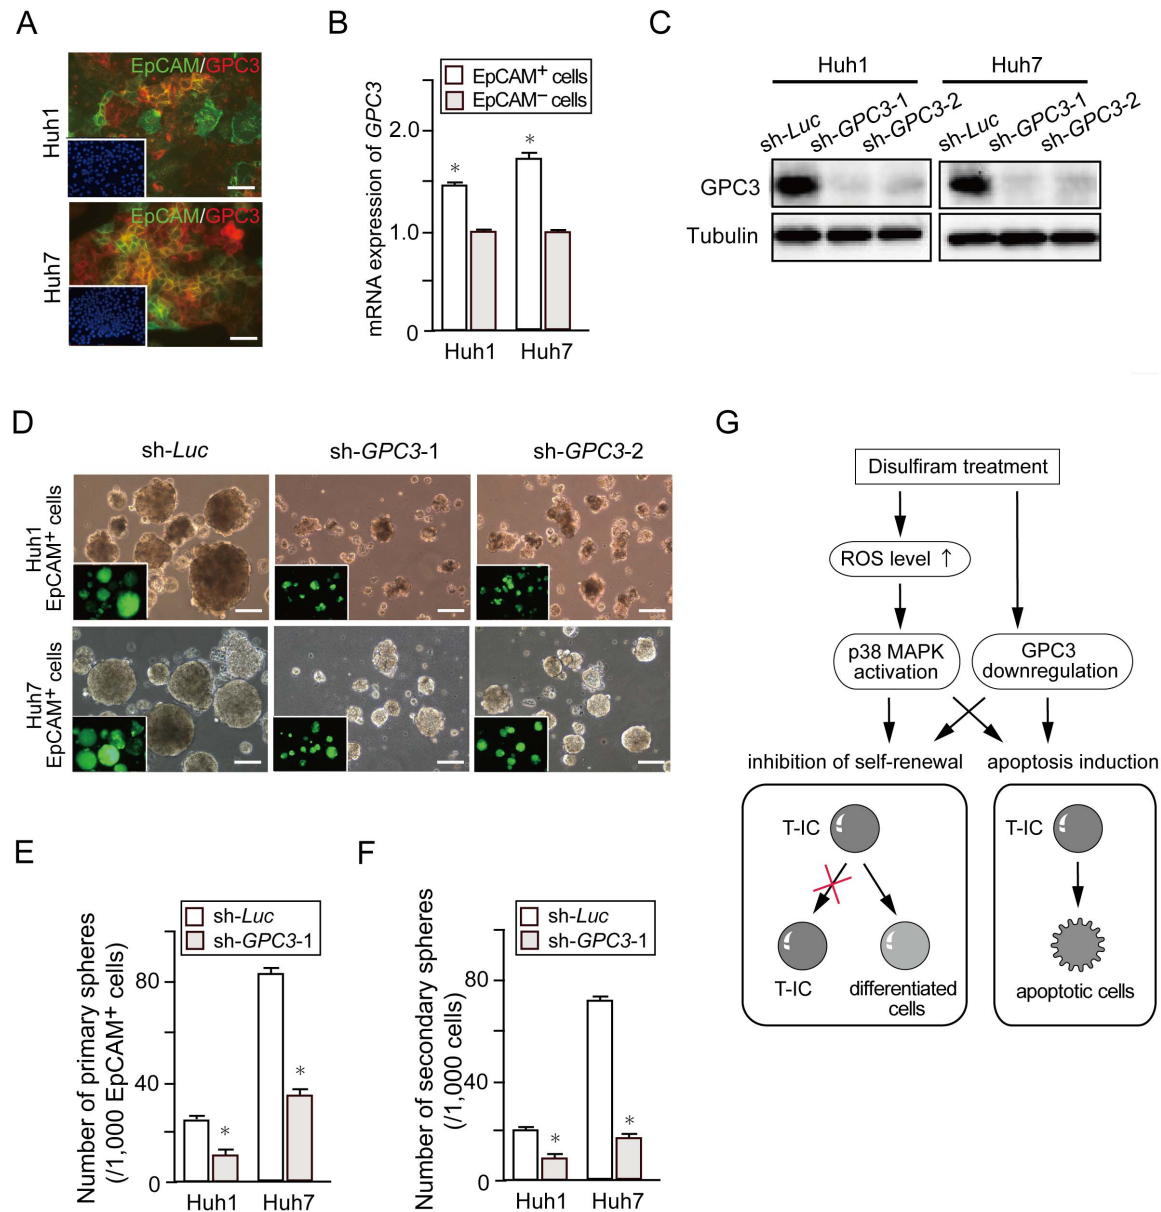 A
EpCAM/GPC3
Huh1
EpCAM/GPC3
Huh7
B
EpCAM⁺ cells
EpCAM⁻ cells
mRNA expression of GPC3
2.0
1.0
0
*
*
Huh1
Huh7
C
Huh1
Huh7
sh-Luc
sh-GPC3-1
sh-GPC3-2
sh-Luc
sh-GPC3-1
sh-GPC3-2
GPC3
Tubulin
D
sh-Luc
sh-GPC3-1
sh-GPC3-2
Huh1
EpCAM⁺ cells
Huh7
EpCAM⁺ cells
E
sh-Luc
sh-GPC3-1
Number of primary spheres
(/1,000 EpCAM⁺ cells)
80
40
0
*
*
Huh1
Huh7
F
sh-Luc
sh-GPC3-1
Number of secondary spheres
(/1,000 cells)
80
40
0
*
*
Huh1
Huh7
G
Disulfiram treatment
ROS level ↑
p38 MAPK
activation
GPC3
downregulation
inhibition of self-renewal
apoptosis induction
T-IC
T-IC
T-IC
differentiated
cells
apoptotic cells